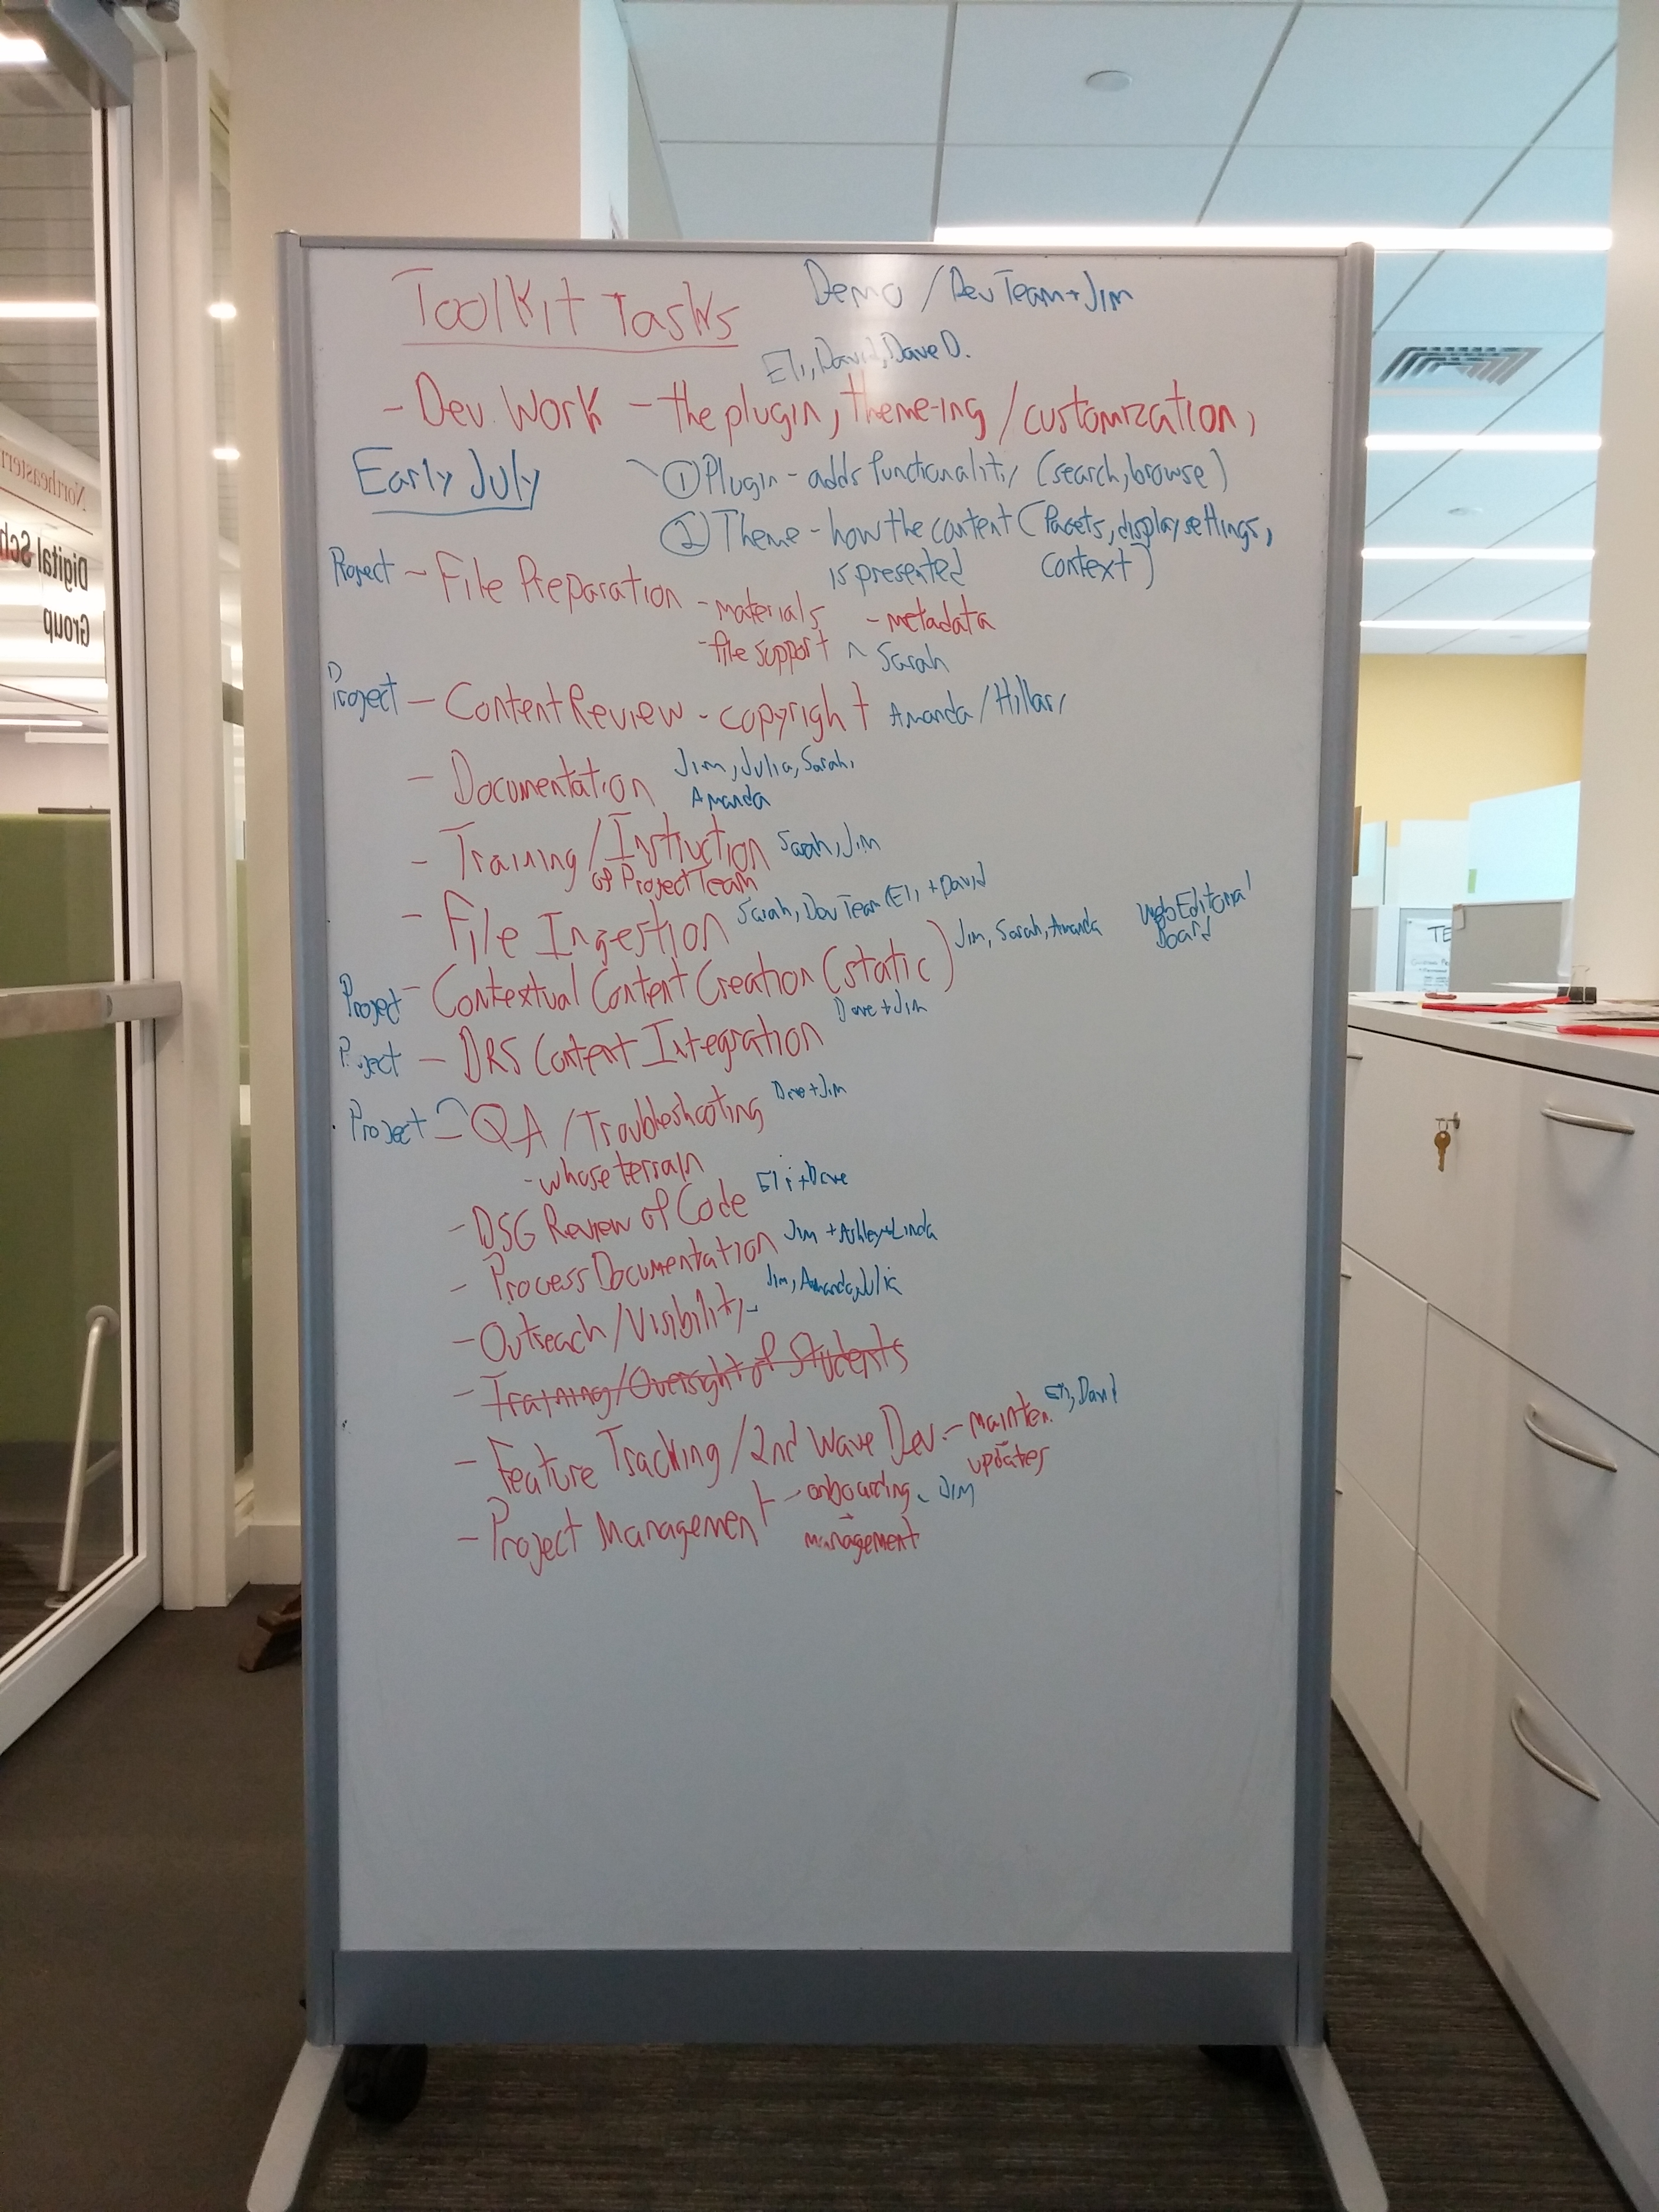 Toolkit Tasks
Demo / Dev Team + Jim
Eli, David, Dave D.
- Dev. Work - the plugin, theme-ing / customization,
Early July
① Plugin - adds functionality (search, browse)
② Theme - how the content (facets, display settings,
is presented context)
Project - File Preparation - materials - metadata
- file support ^ Sarah
Project - Content Review - copyright Amanda / Hillary
- Documentation Jim, Julia, Sarah,
Amanda
- Training / Instruction Sarah, Jim
of Project Team
- File Ingestion Sarah, Dev Team (Eli + David
Project - Contextual Content Creation (static) Jim, Sarah, Amanda Web Editorial
Board
Project - DRS Content Integration Dave + Jim
Project - QA / Troubleshooting Dave + Jim
- whose terrain
- DSG Review of Code Eli + Dave
- Process Documentation Jim + Ashley + Linda
- Outreach / Visibility - Jim, Amanda, Julia
- Training / Oversight of Students
- Feature Tracking / 2nd Wave Dev. - mainten. Eli, David
updates
- Project Management - onboarding - Jim
management
Northeastern
Digital Sch
Group
TE